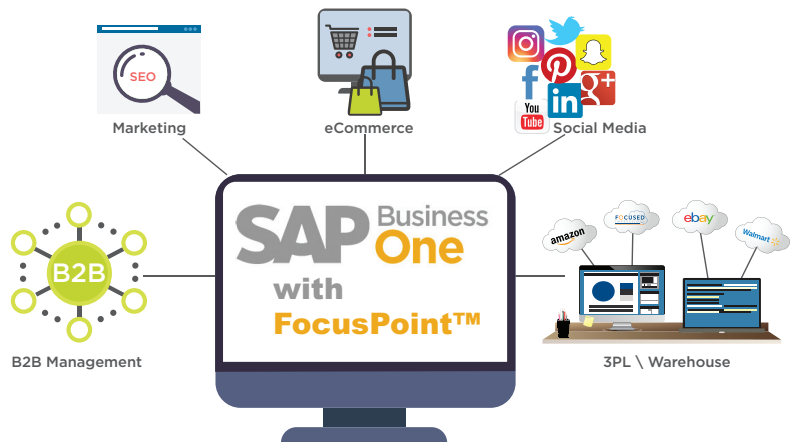 SEO
Marketing
eCommerce
You
Tube
in
g+
Social Media
SAP Business
One
with
FocusPoint™
B2B
B2B Management
amazon
FOCUSED
ebay
Walmart
3PL \ Warehouse